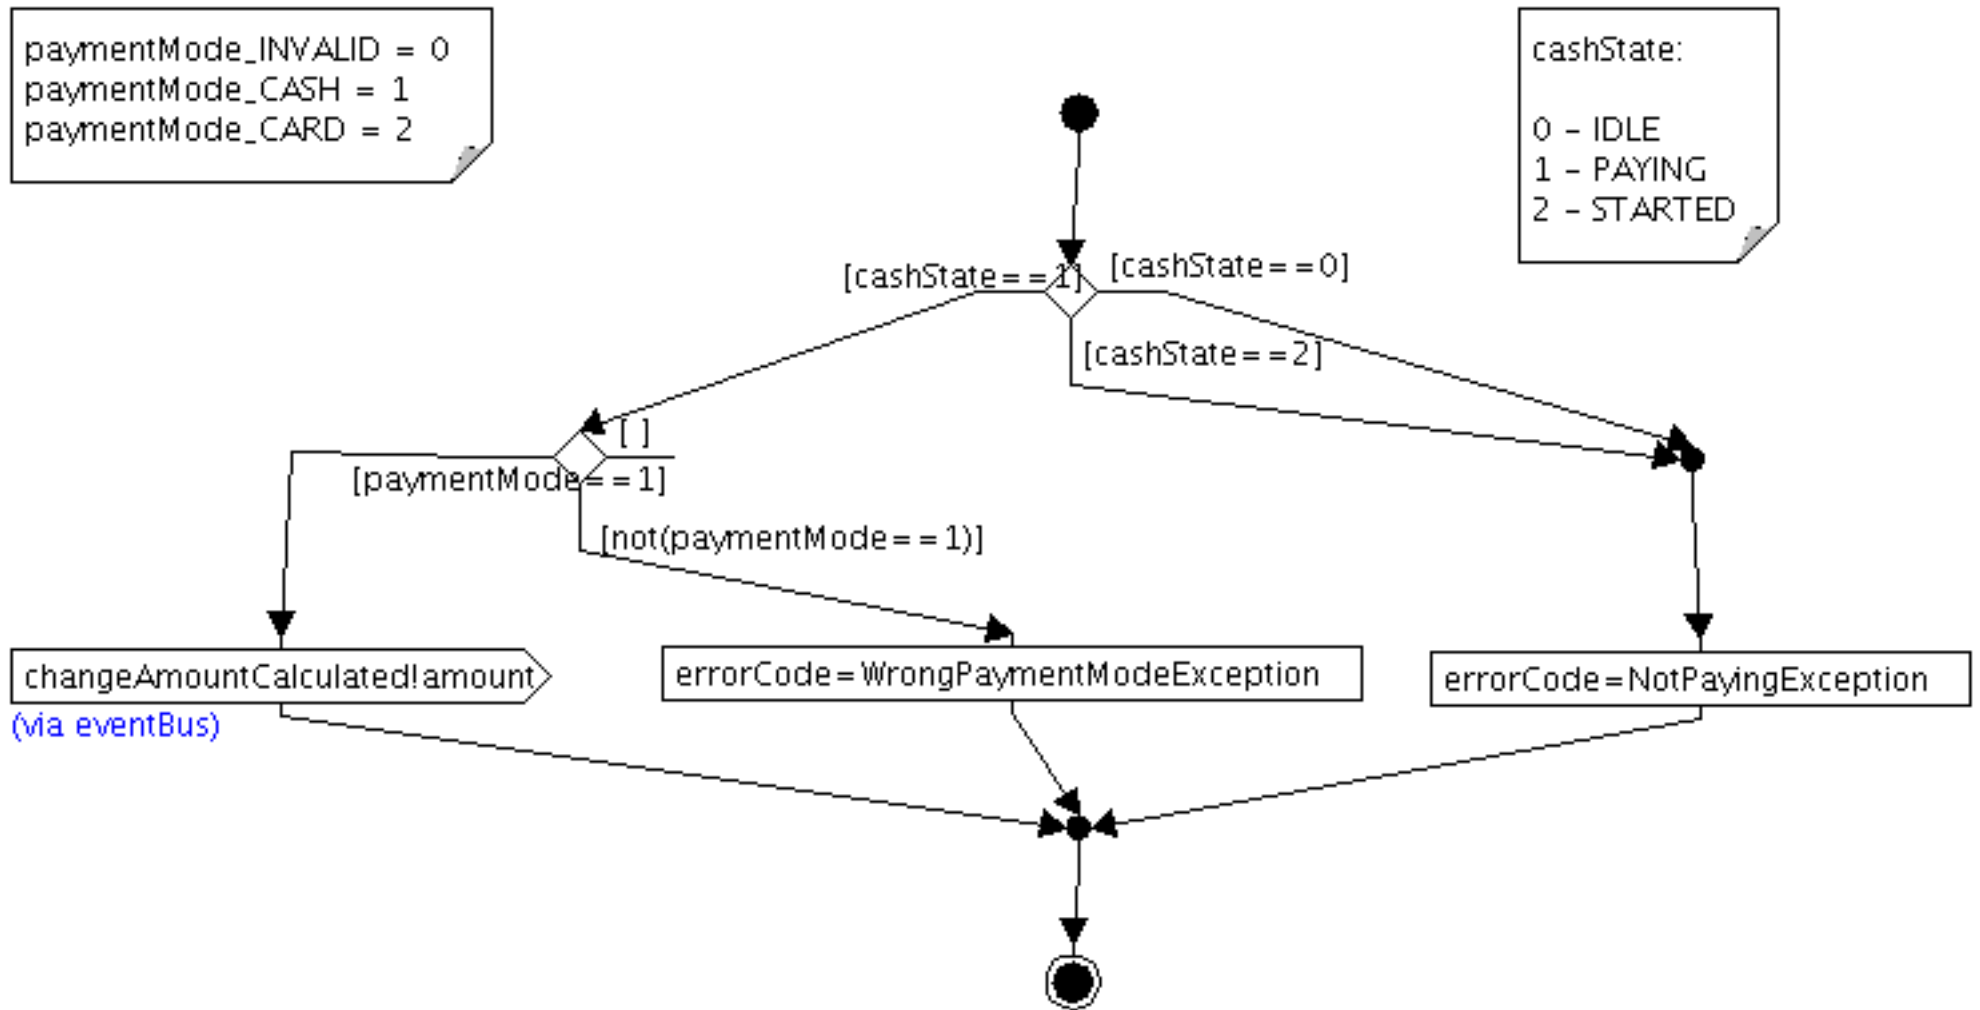 paymentMode_INVALID = 0
paymentMode_CASH = 1
paymentMode_CARD = 2
cashState:
0 - IDLE
1 - PAYING
2 - STARTED
[cashState==1]
[cashState==0]
[cashState==2]
[ ]
[paymentMode==1]
[not(paymentMode==1)]
changeAmountCalculated!amount
(via eventBus)
errorCode=WrongPaymentModeException
errorCode=NotPayingException